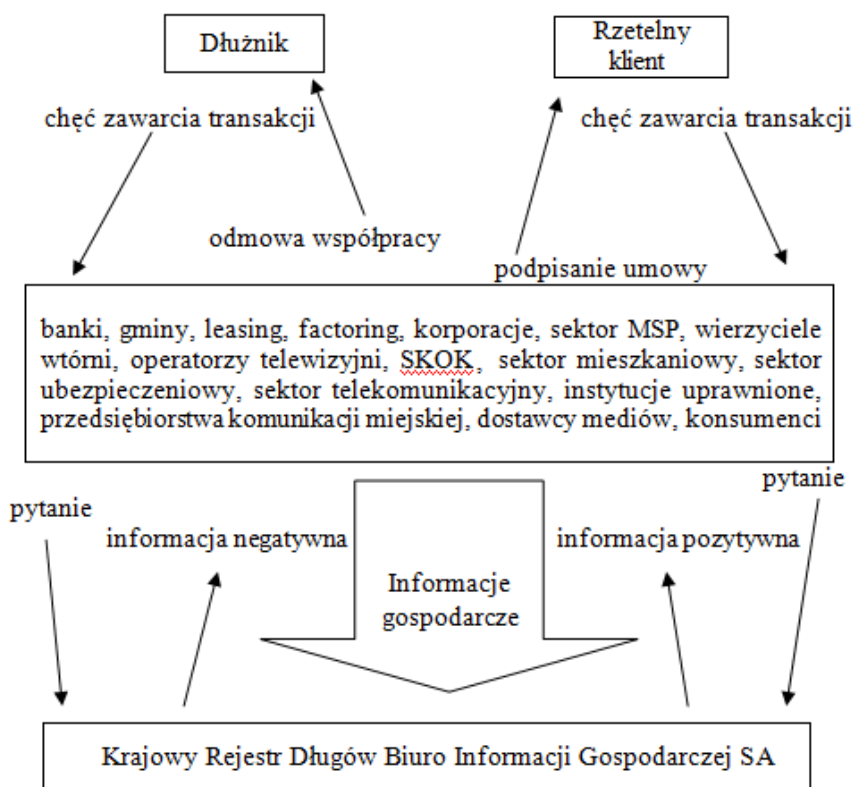 Dłużnik
Rzetelny
klient
chęć zawarcia transakcji
chęć zawarcia transakcji
odmowa współpracy
podpisanie umowy
banki, gminy, leasing, factoring, korporacje, sektor MSP, wierzyciele
wtórni, operatorzy telewizyjni, SKOK, sektor mieszkaniowy, sektor
ubezpieczeniowy, sektor telekomunikacyjny, instytucje uprawnione,
przedsiębiorstwa komunikacji miejskiej, dostawcy mediów, konsumenci
pytanie
pytanie
informacja negatywna
informacja pozytywna
Informacje
gospodarcze
Krajowy Rejestr Długów Biuro Informacji Gospodarczej SA